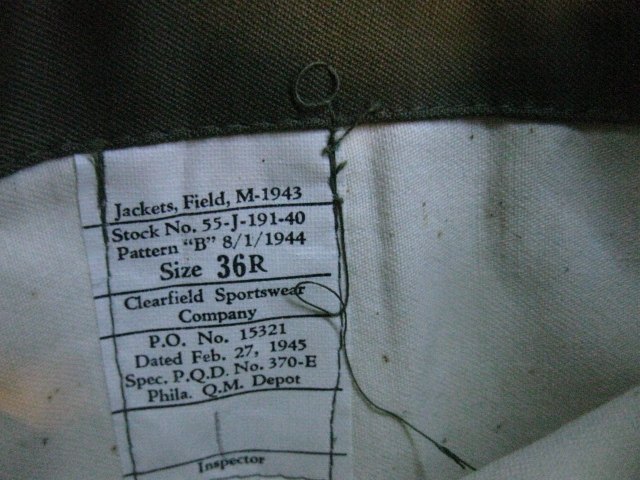 Jackets, Field, M-1943
Stock No. 55-J-191-40
Pattern "B" 8/1/1944
Size 36R
Clearfield Sportswear
Company
P.O. No. 15321
Dated Feb. 27, 1945
Spec. P.Q.D. No. 370-E
Phila. Q.M. Depot
Inspector